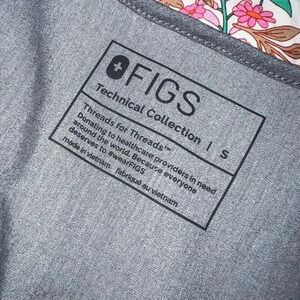 FIGS
Technical Collection | S
Threads for Threads™
Donating to healthcare providers in need
around the world. Because everyone
deserves to #wearFIGS
made in vietnam fabriqué au vietnam